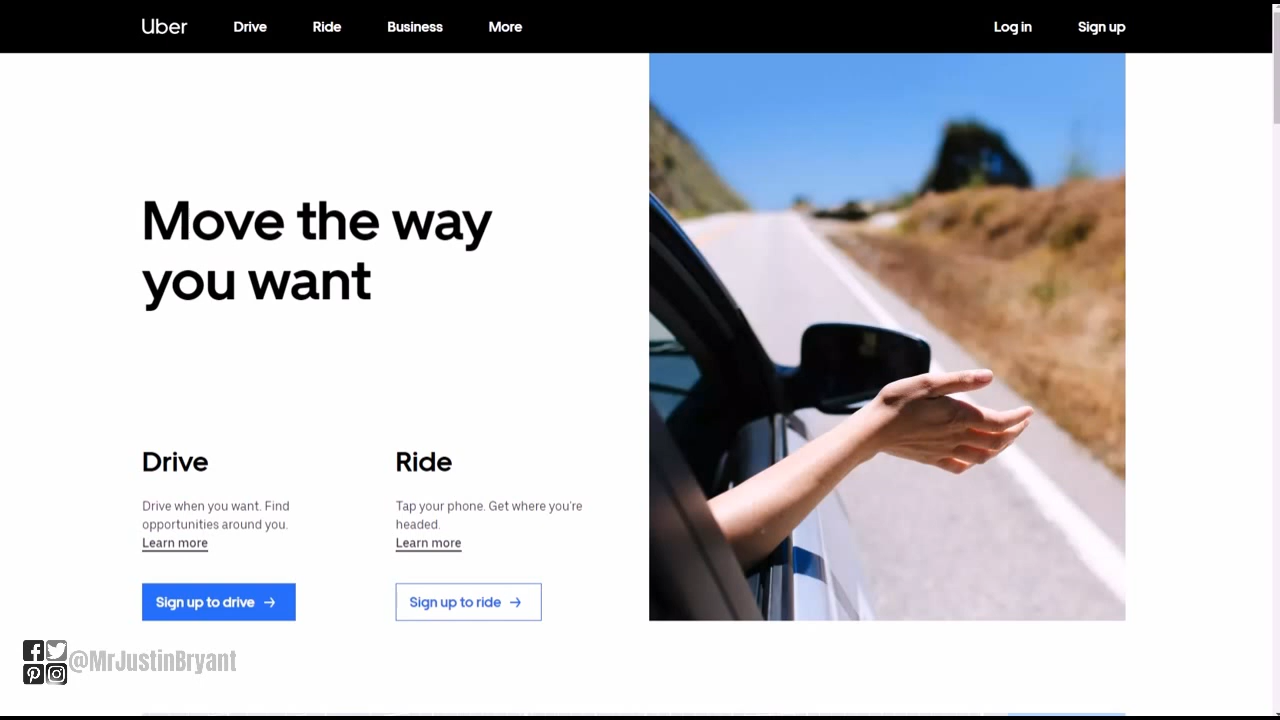 Uber
Drive
Ride
Business
More
Log in
Sign up
Move the way
you want
Drive
Drive when you want. Find
opportunities around you.
Learn more
Sign up to drive →
Ride
Tap your phone. Get where you're
headed.
Learn more
Sign up to ride →
@MrJustinBryant